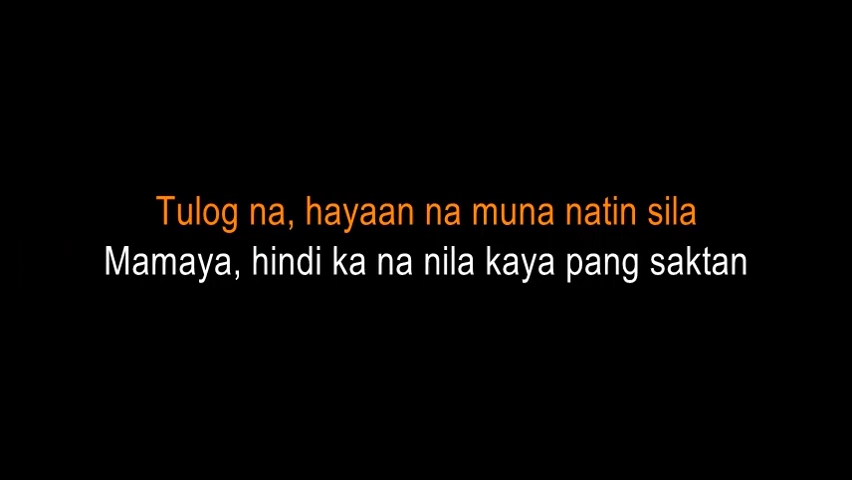 Tulog na, hayaan na muna natin sila
Mamaya, hindi ka na nila kaya pang saktan